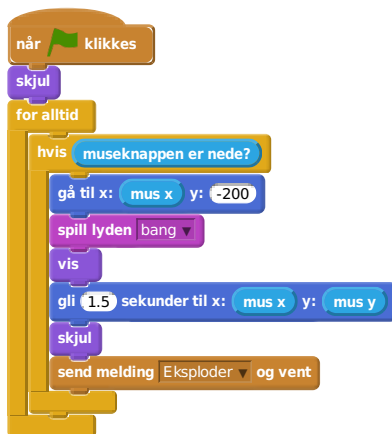 når klikkes
skjul
for alltid
hvis museknappen er nede?
gå til x: mus x y: -200
spill lyden bang
vis
gli 1.5 sekunder til x: mus x y: mus y
skjul
send melding Eksploder og vent